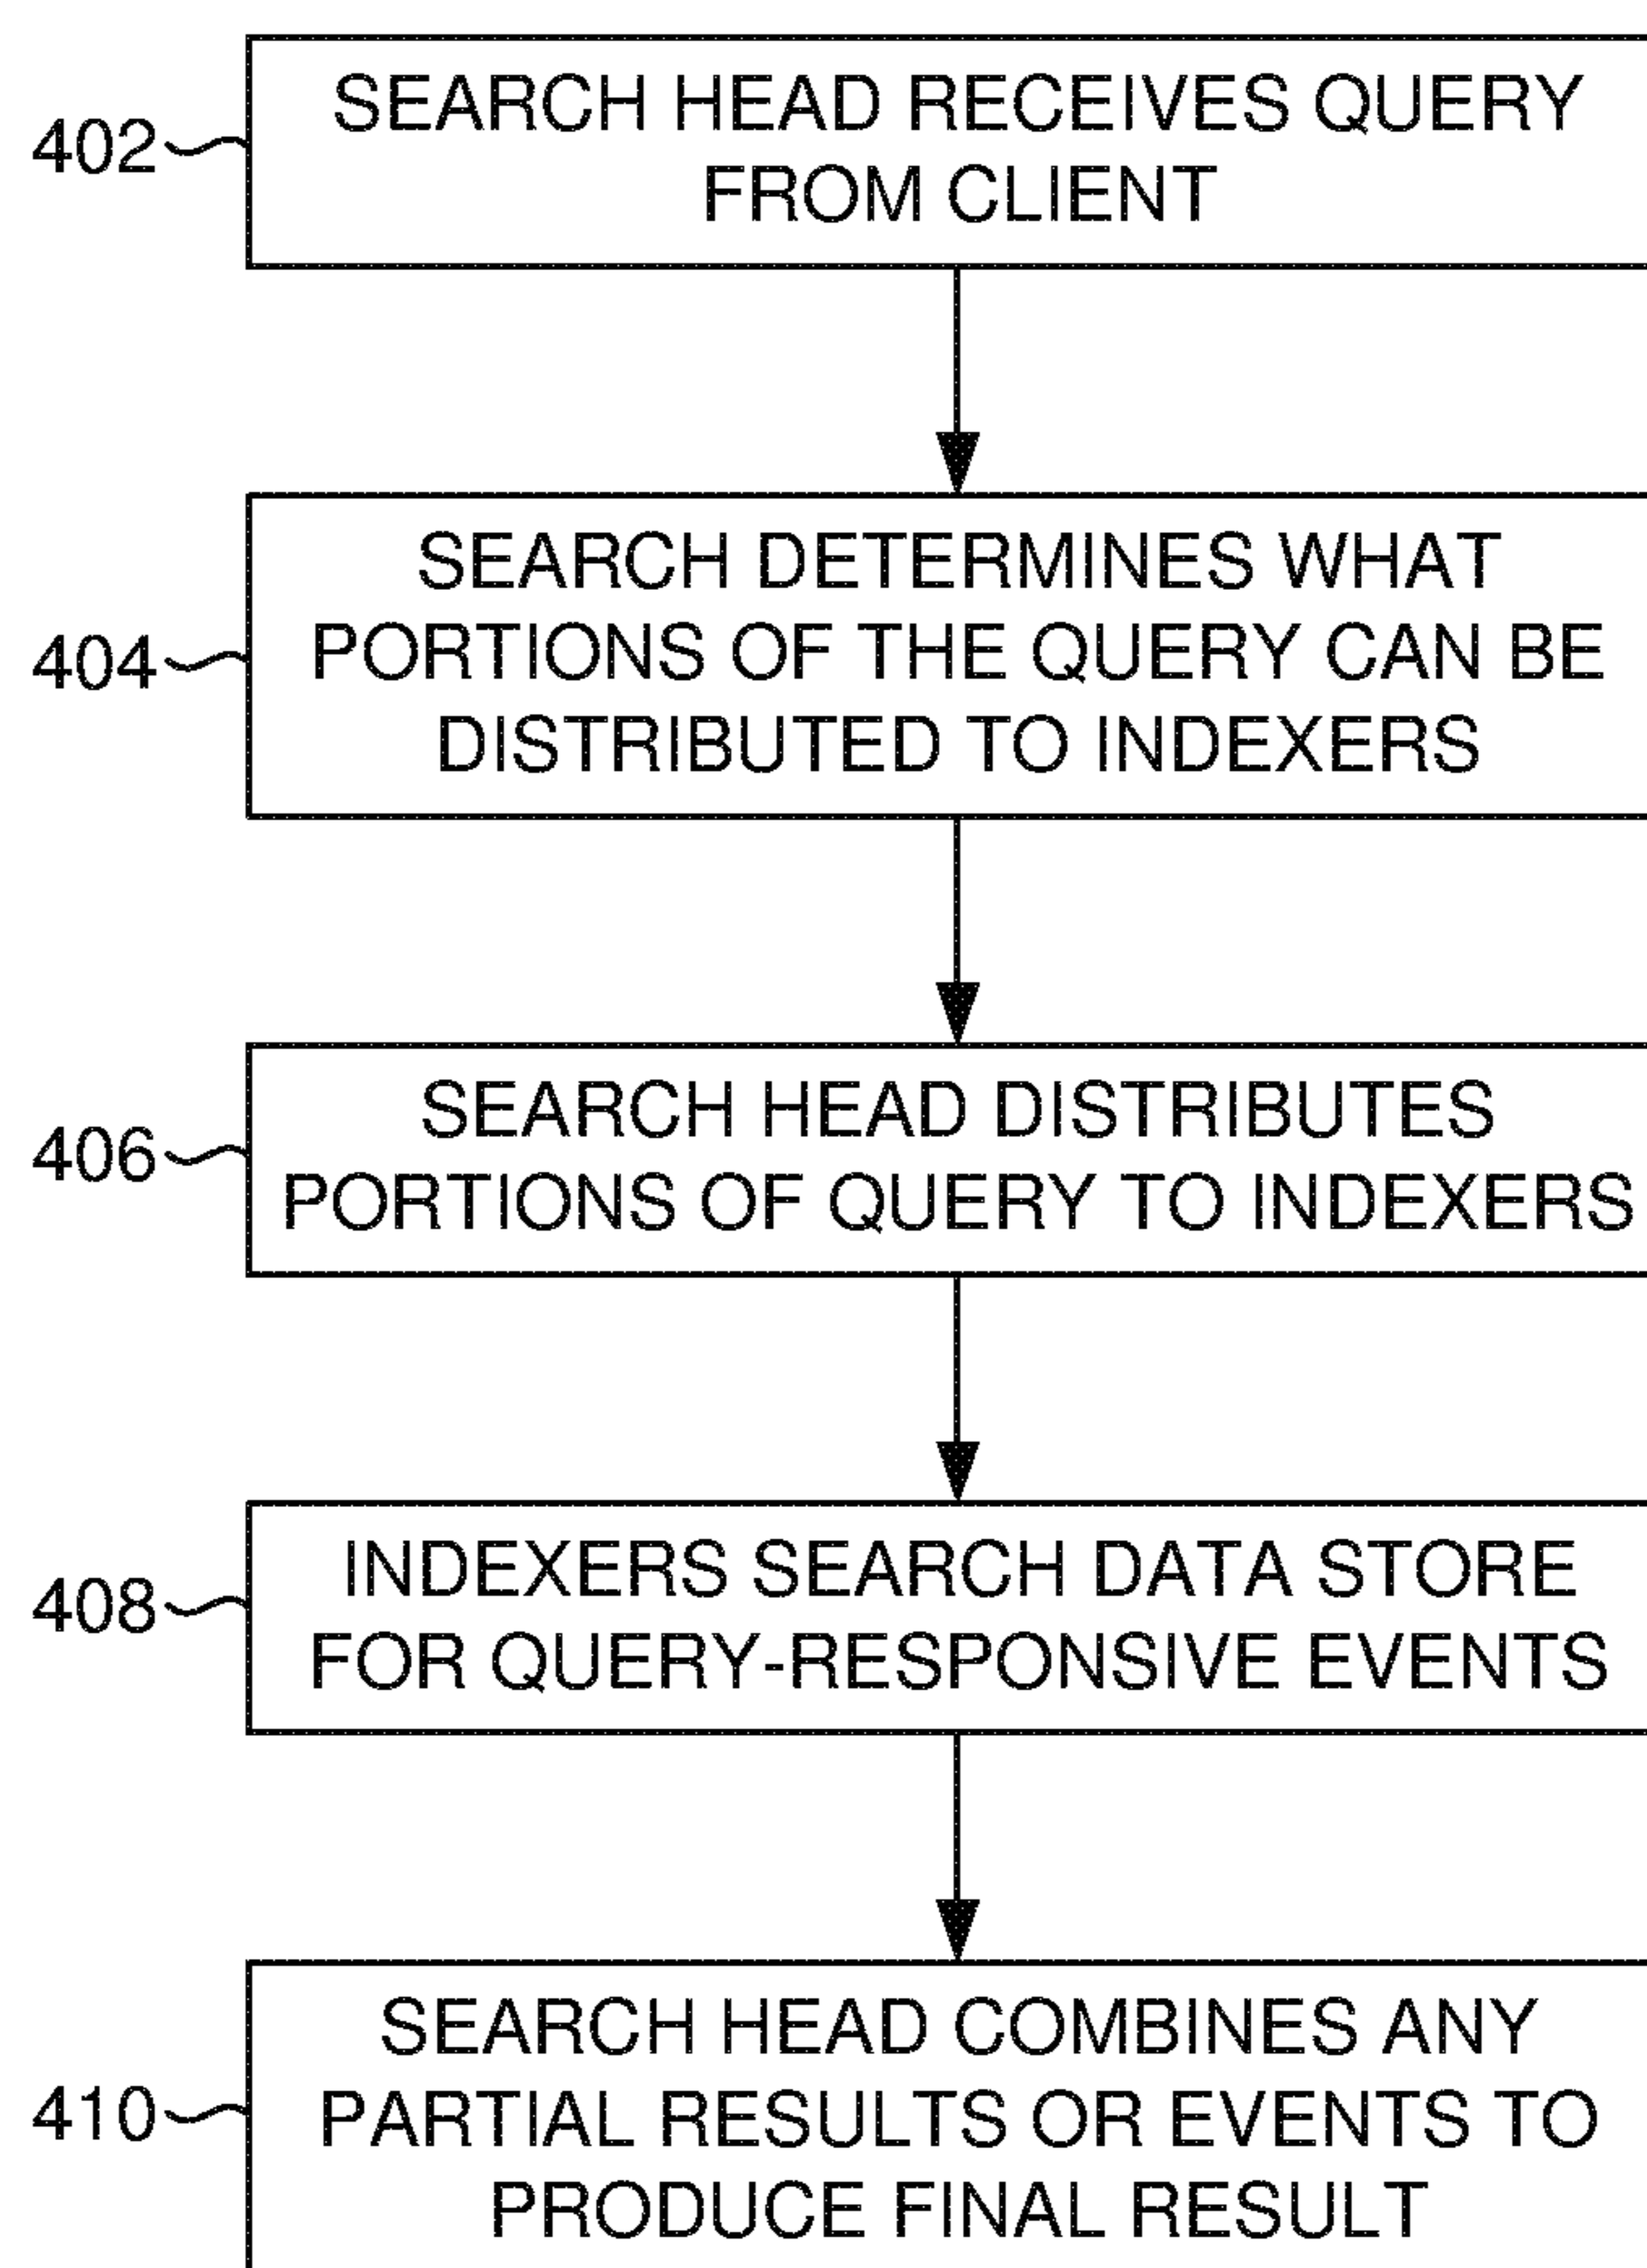 402
SEARCH HEAD RECEIVES QUERY
FROM CLIENT
404
SEARCH DETERMINES WHAT
PORTIONS OF THE QUERY CAN BE
DISTRIBUTED TO INDEXERS
406
SEARCH HEAD DISTRIBUTES
PORTIONS OF QUERY TO INDEXERS
408
INDEXERS SEARCH DATA STORE
FOR QUERY-RESPONSIVE EVENTS
410
SEARCH HEAD COMBINES ANY
PARTIAL RESULTS OR EVENTS TO
PRODUCE FINAL RESULT